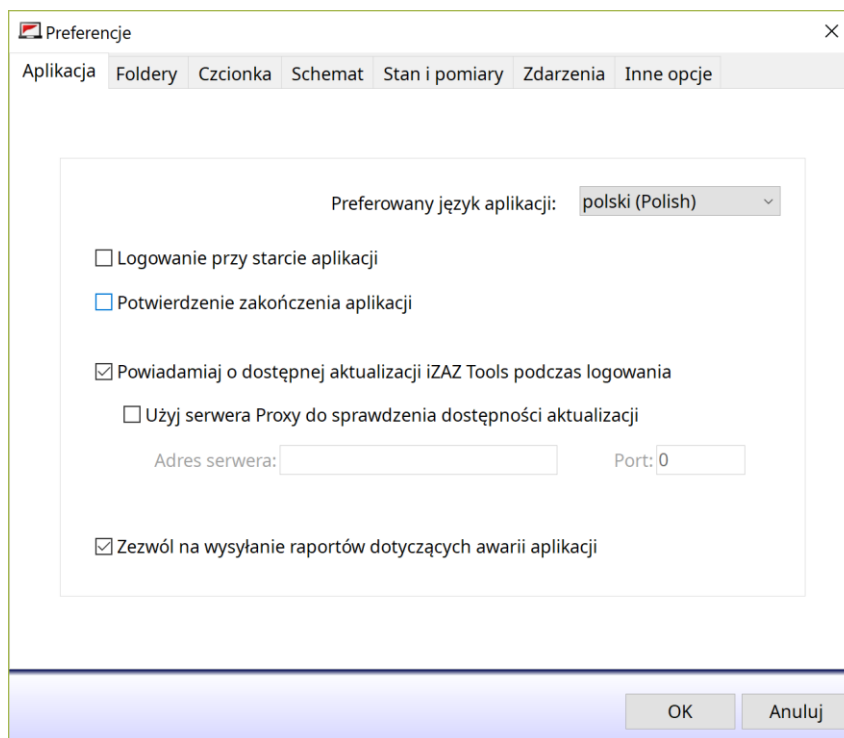 Preferencje
Aplikacja Foldery Czcionka Schemat Stan i pomiary Zdarzenia Inne opcje
Preferowany język aplikacji: polski (Polish)
Logowanie przy starcie aplikacji
Potwierdzenie zakończenia aplikacji
Powiadamiaj o dostępnej aktualizacji iZAZ Tools podczas logowania
Użyj serwera Proxy do sprawdzenia dostępności aktualizacji
Adres serwera: Port: 0
Zezwól na wysyłanie raportów dotyczących awarii aplikacji
OK Anuluj